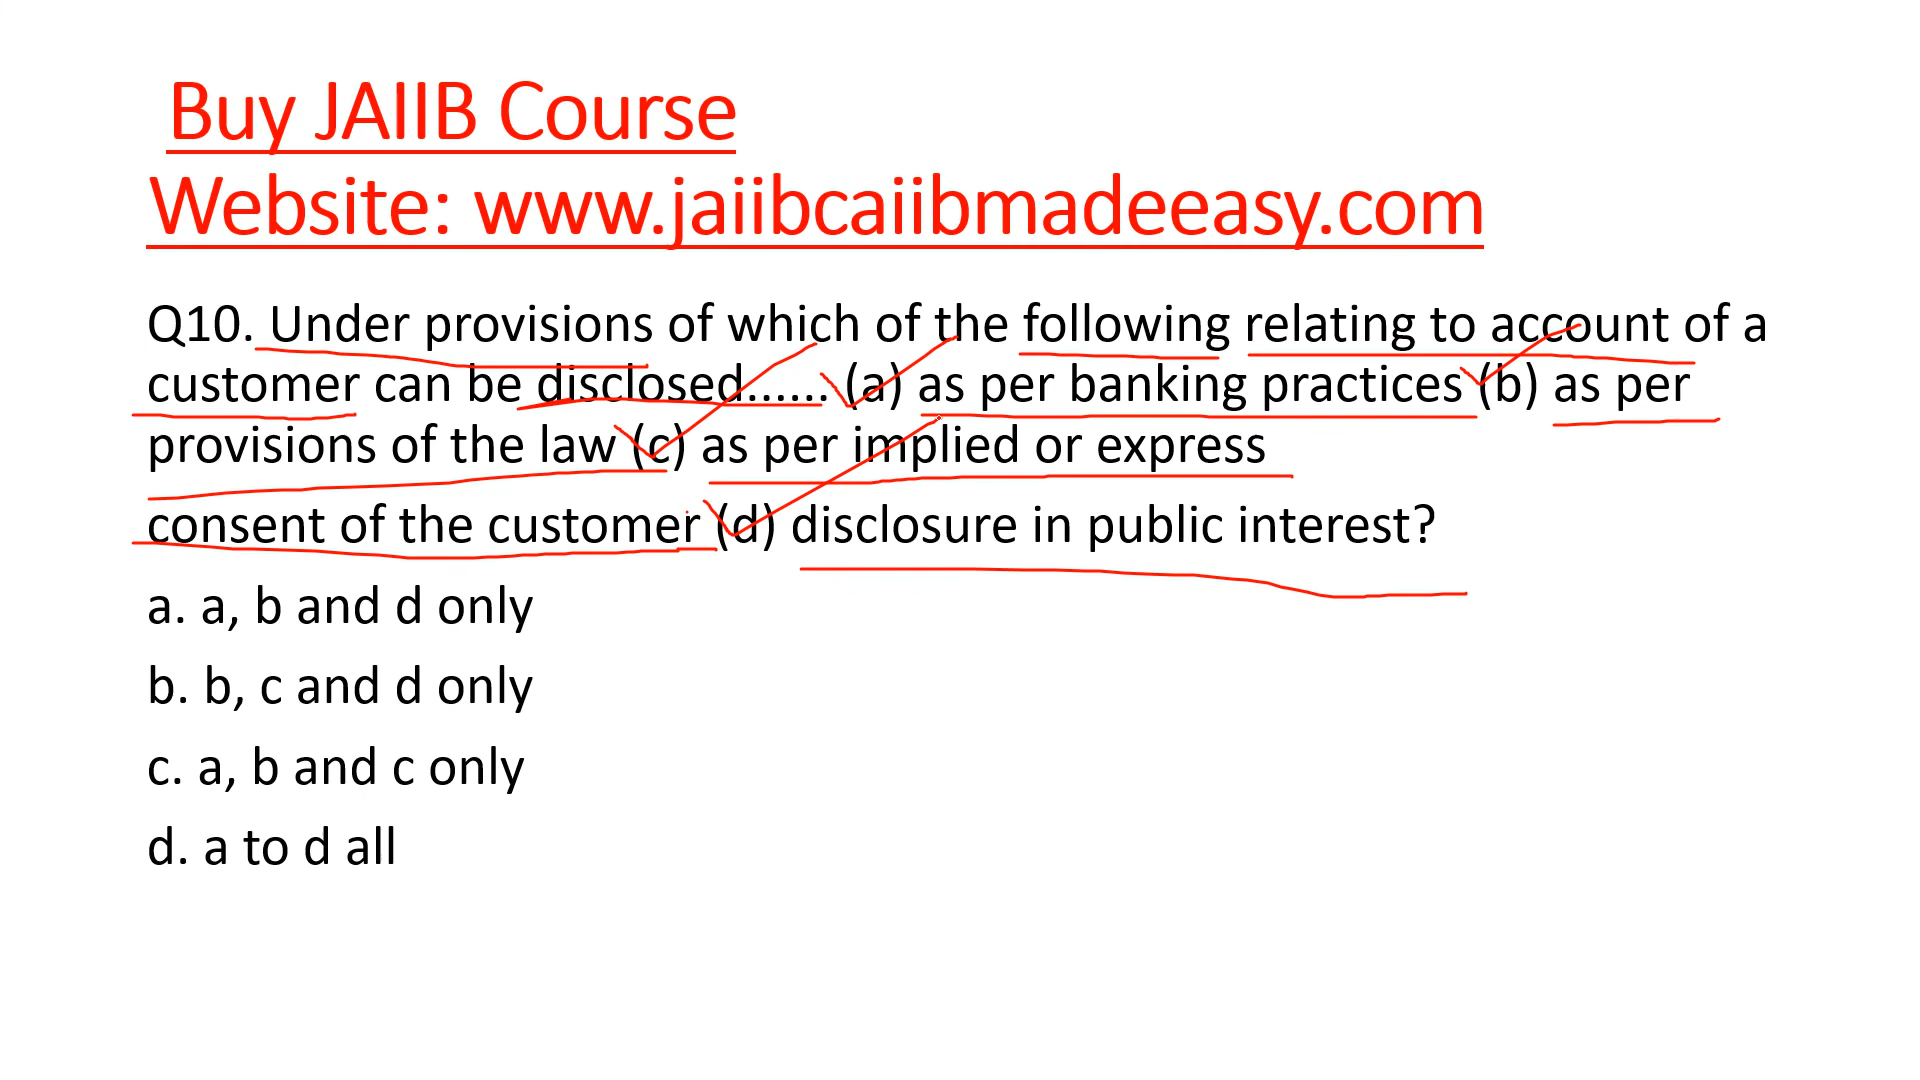 Buy JAIIB Course
Website: www.jaiibcaiibmadeeasy.com
Q10. Under provisions of which of the following relating to account of a
customer can be disclosed...... (a) as per banking practices (b) as per
provisions of the law (c) as per implied or express
consent of the customer (d) disclosure in public interest?
a. a, b and d only
b. b, c and d only
c. a, b and c only
d. a to d all